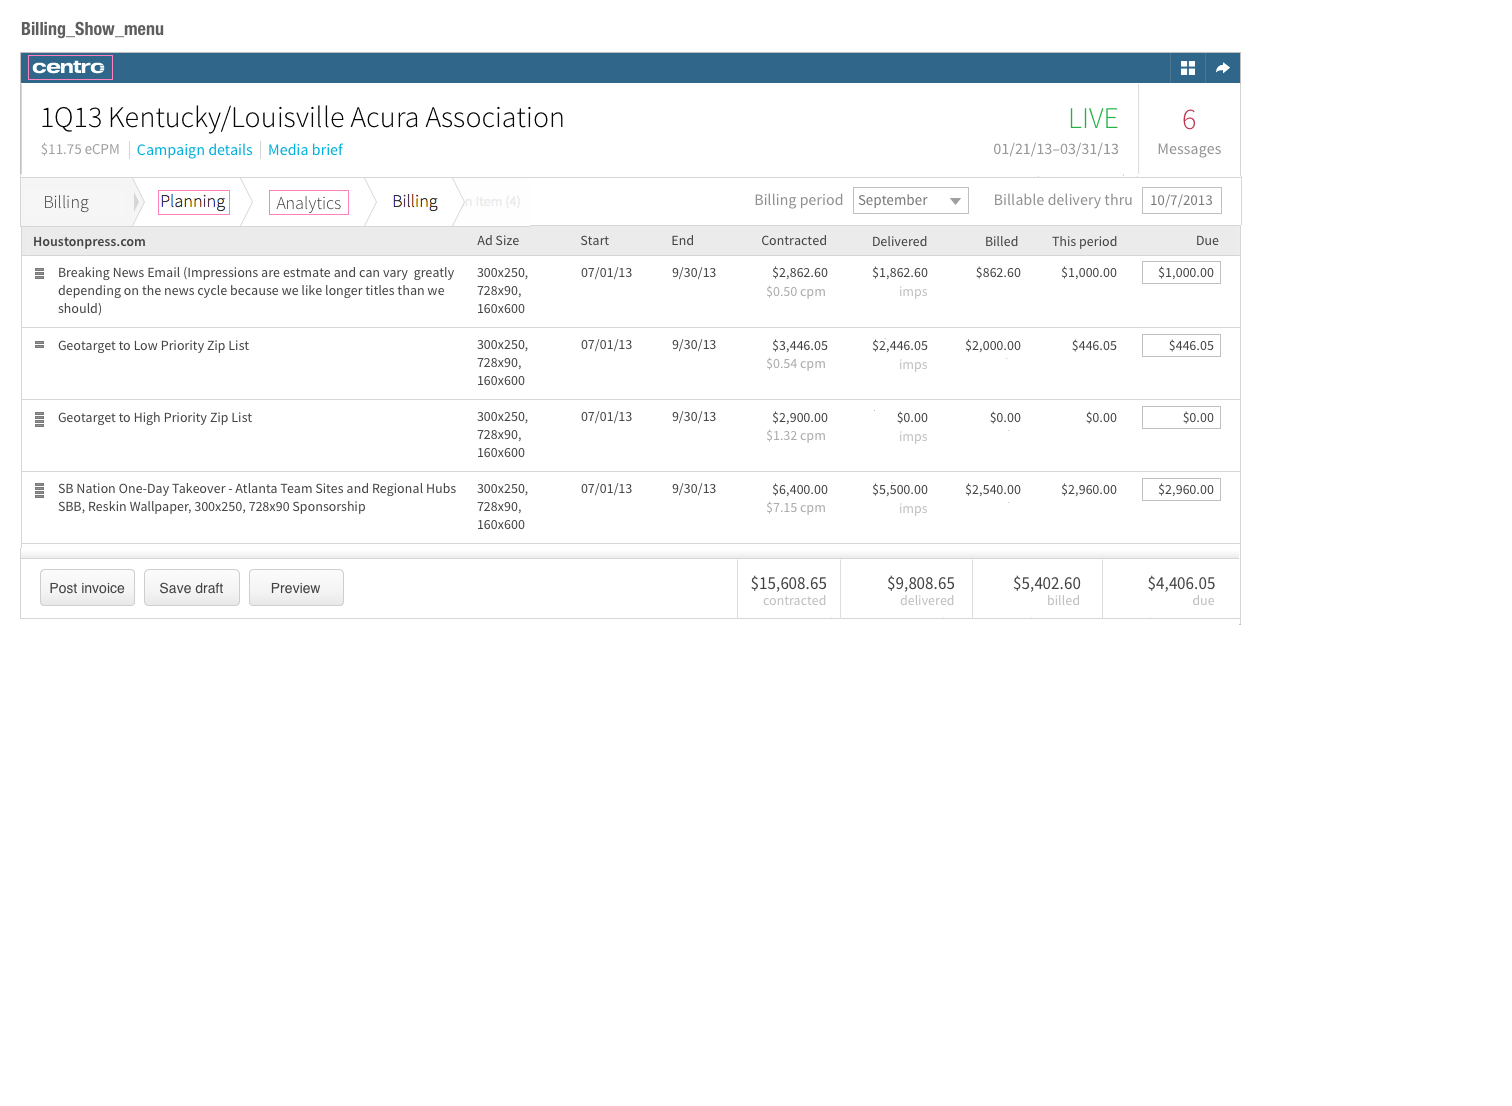 Billing_Show_menu
centro
1Q13 Kentucky/Louisville Acura Association
LIVE
6
$11.75 eCPM
Campaign details
Media brief
01/21/13–03/31/13
Messages
Billing
Planning
Analytics
Billing
Item (4)
Billing period
September
Billable delivery thru
10/7/2013
Houstonpress.com
Ad Size
Start
End
Contracted
Delivered
Billed
This period
Due
Breaking News Email (Impressions are estmate and can vary greatly
depending on the news cycle because we like longer titles than we
should)
300x250,
728x90,
160x600
07/01/13
9/30/13
$2,862.60
$0.50 cpm
$1,862.60
imps
$862.60
$1,000.00
$1,000.00
Geotarget to Low Priority Zip List
300x250,
728x90,
160x600
07/01/13
9/30/13
$3,446.05
$0.54 cpm
$2,446.05
imps
$2,000.00
$446.05
$446.05
Geotarget to High Priority Zip List
300x250,
728x90,
160x600
07/01/13
9/30/13
$2,900.00
$1.32 cpm
$0.00
imps
$0.00
$0.00
$0.00
SB Nation One-Day Takeover - Atlanta Team Sites and Regional Hubs
SBB, Reskin Wallpaper, 300x250, 728x90 Sponsorship
300x250,
728x90,
160x600
07/01/13
9/30/13
$6,400.00
$7.15 cpm
$5,500.00
imps
$2,540.00
$2,960.00
$2,960.00
Post invoice
Save draft
Preview
$15,608.65
contracted
$9,808.65
delivered
$5,402.60
billed
$4,406.05
due